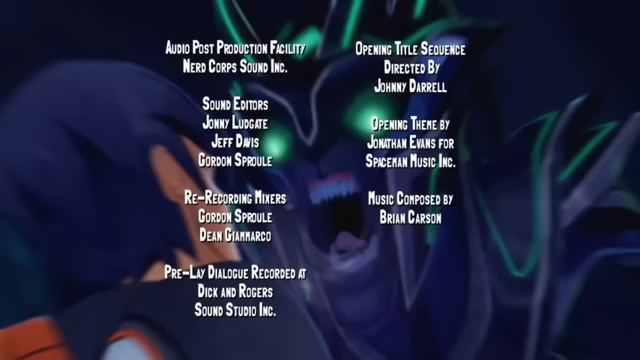 Audio Post Production Facility
Nerd Corps Sound Inc.
Sound Editors
Jonny Ludgate
Jeff Davis
Gordon Sproule
Re-Recording Mixers
Gordon Sproule
Dean Giammarco
Pre-Lay Dialogue Recorded at
Dick and Rogers
Sound Studio Inc.
Opening Title Sequence
Directed By
Johnny Darrell
Opening Theme by
Jonathan Evans for
Spaceman Music Inc.
Music Composed by
Brian Carson